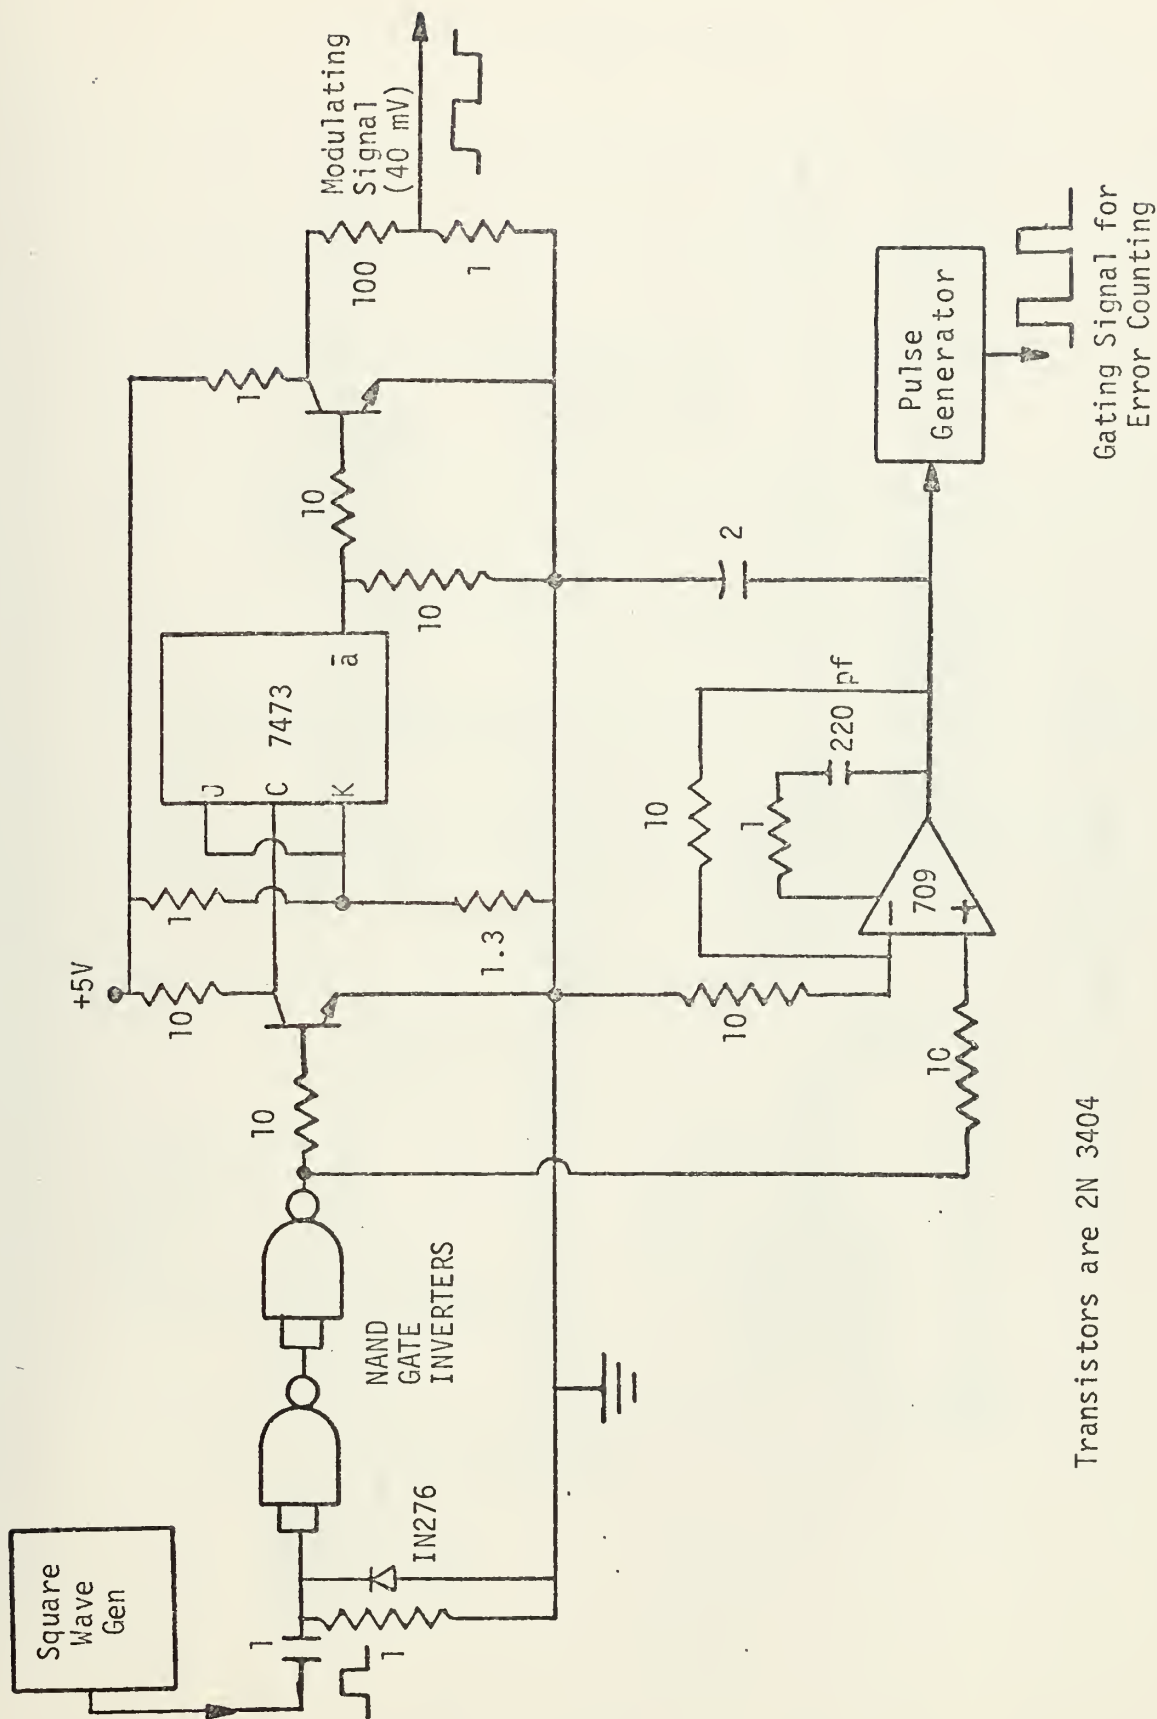 Square
Wave
Gen
1
1
IN276
NAND
GATE
INVERTERS
10
+5V
10
1
1.3
J
C
K
7473
a̅
10
10
1
100
1
Modulating
Signal
(40 mV)
10
10
709
-
+
10
1
220 pf
2
Pulse
Generator
Gating Signal for
Error Counting
Transistors are 2N 3404